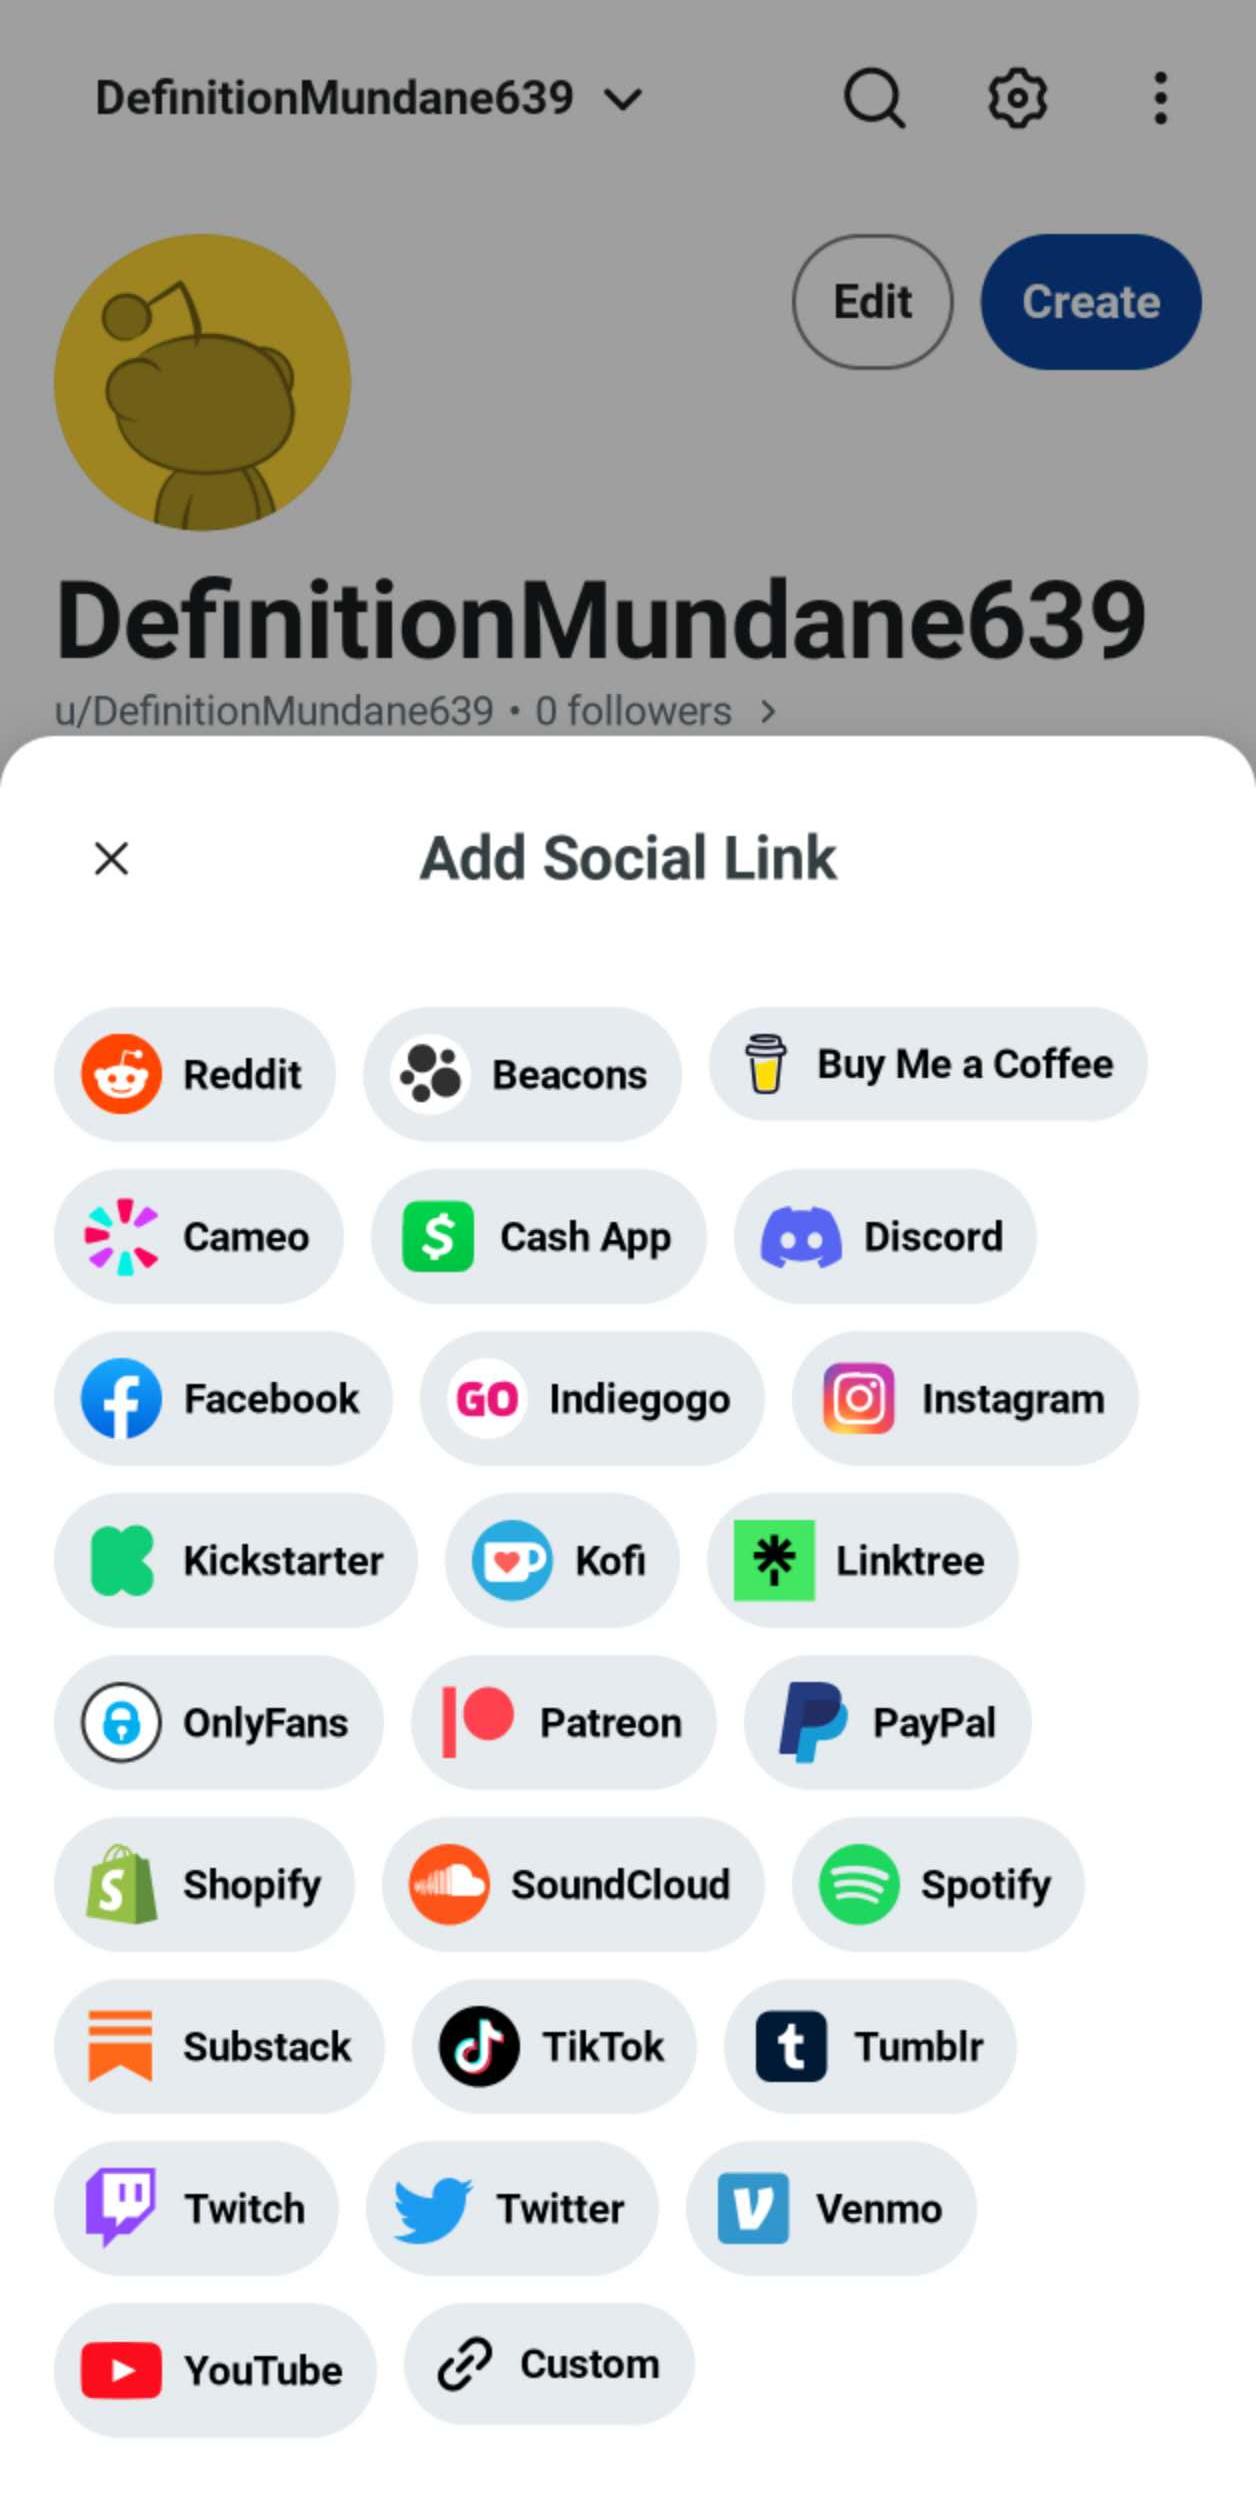 DefinitionMundane639
Edit
Create
DefinitionMundane639
u/DefinitionMundane639 • 0 followers >
Add Social Link
Reddit
Beacons
Buy Me a Coffee
Cameo
$ Cash App
Discord
f Facebook
GO Indiegogo
Instagram
Kickstarter
Kofi
Linktree
OnlyFans
Patreon
PayPal
S Shopify
SoundCloud
Spotify
Substack
TikTok
t Tumblr
Twitch
Twitter
V Venmo
YouTube
Custom